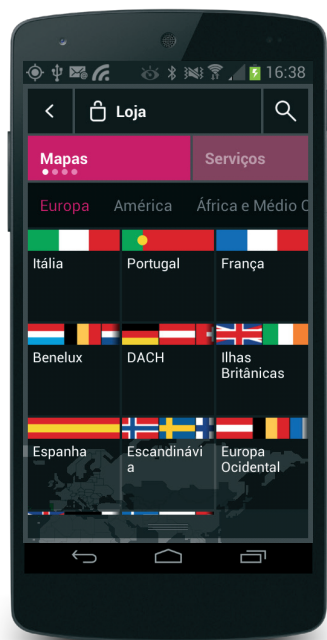 16:38
Loja
Mapas Serviços
Europa América África e Médio O
Itália Portugal França
Benelux DACH Ilhas
Britânicas
Espanha Escandinávi
a Europa
Ocidental